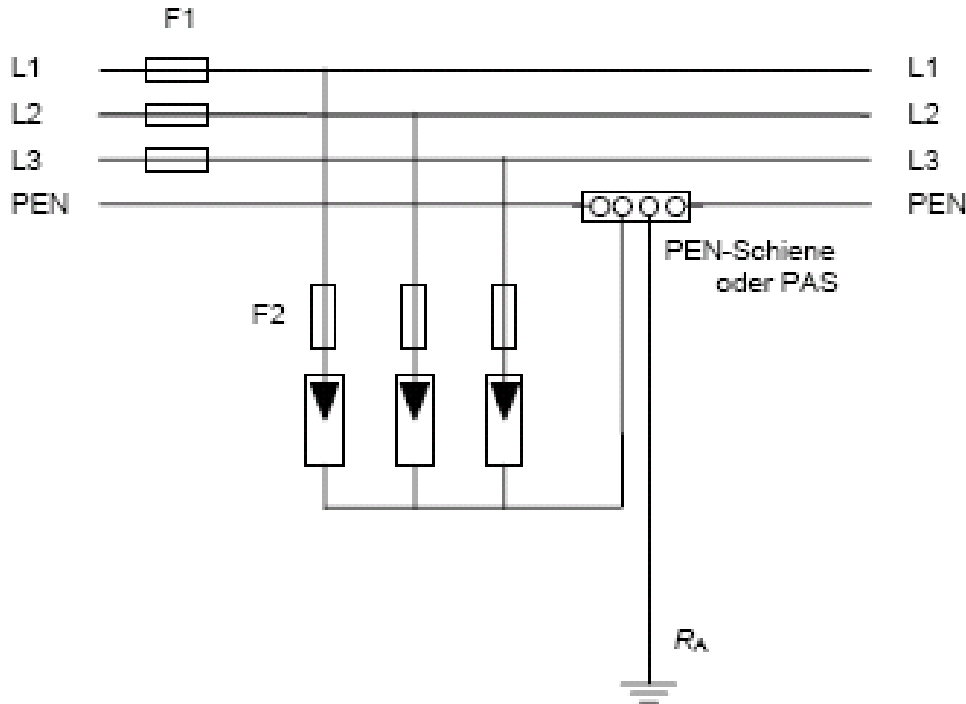 F1
L1 L1
L2 L2
L3 L3
PEN PEN
PEN-Schiene
oder PAS
F2
RA